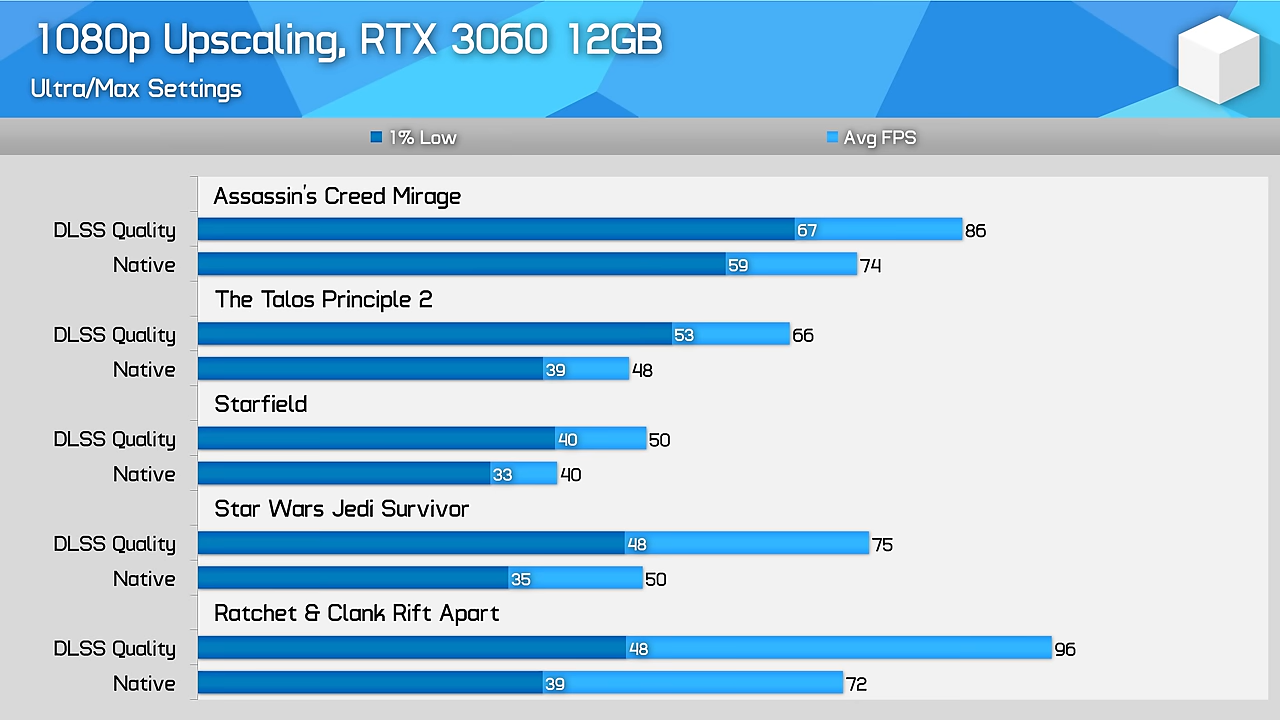 1080p Upscaling, RTX 3060 12GB
Ultra/Max Settings
1% Low Avg FPS
Assassin's Creed Mirage
DLSS Quality 67 86
Native 59 74
The Talos Principle 2
DLSS Quality 53 66
Native 39 48
Starfield
DLSS Quality 40 50
Native 33 40
Star Wars Jedi Survivor
DLSS Quality 48 75
Native 35 50
Ratchet & Clank Rift Apart
DLSS Quality 48 96
Native 39 72